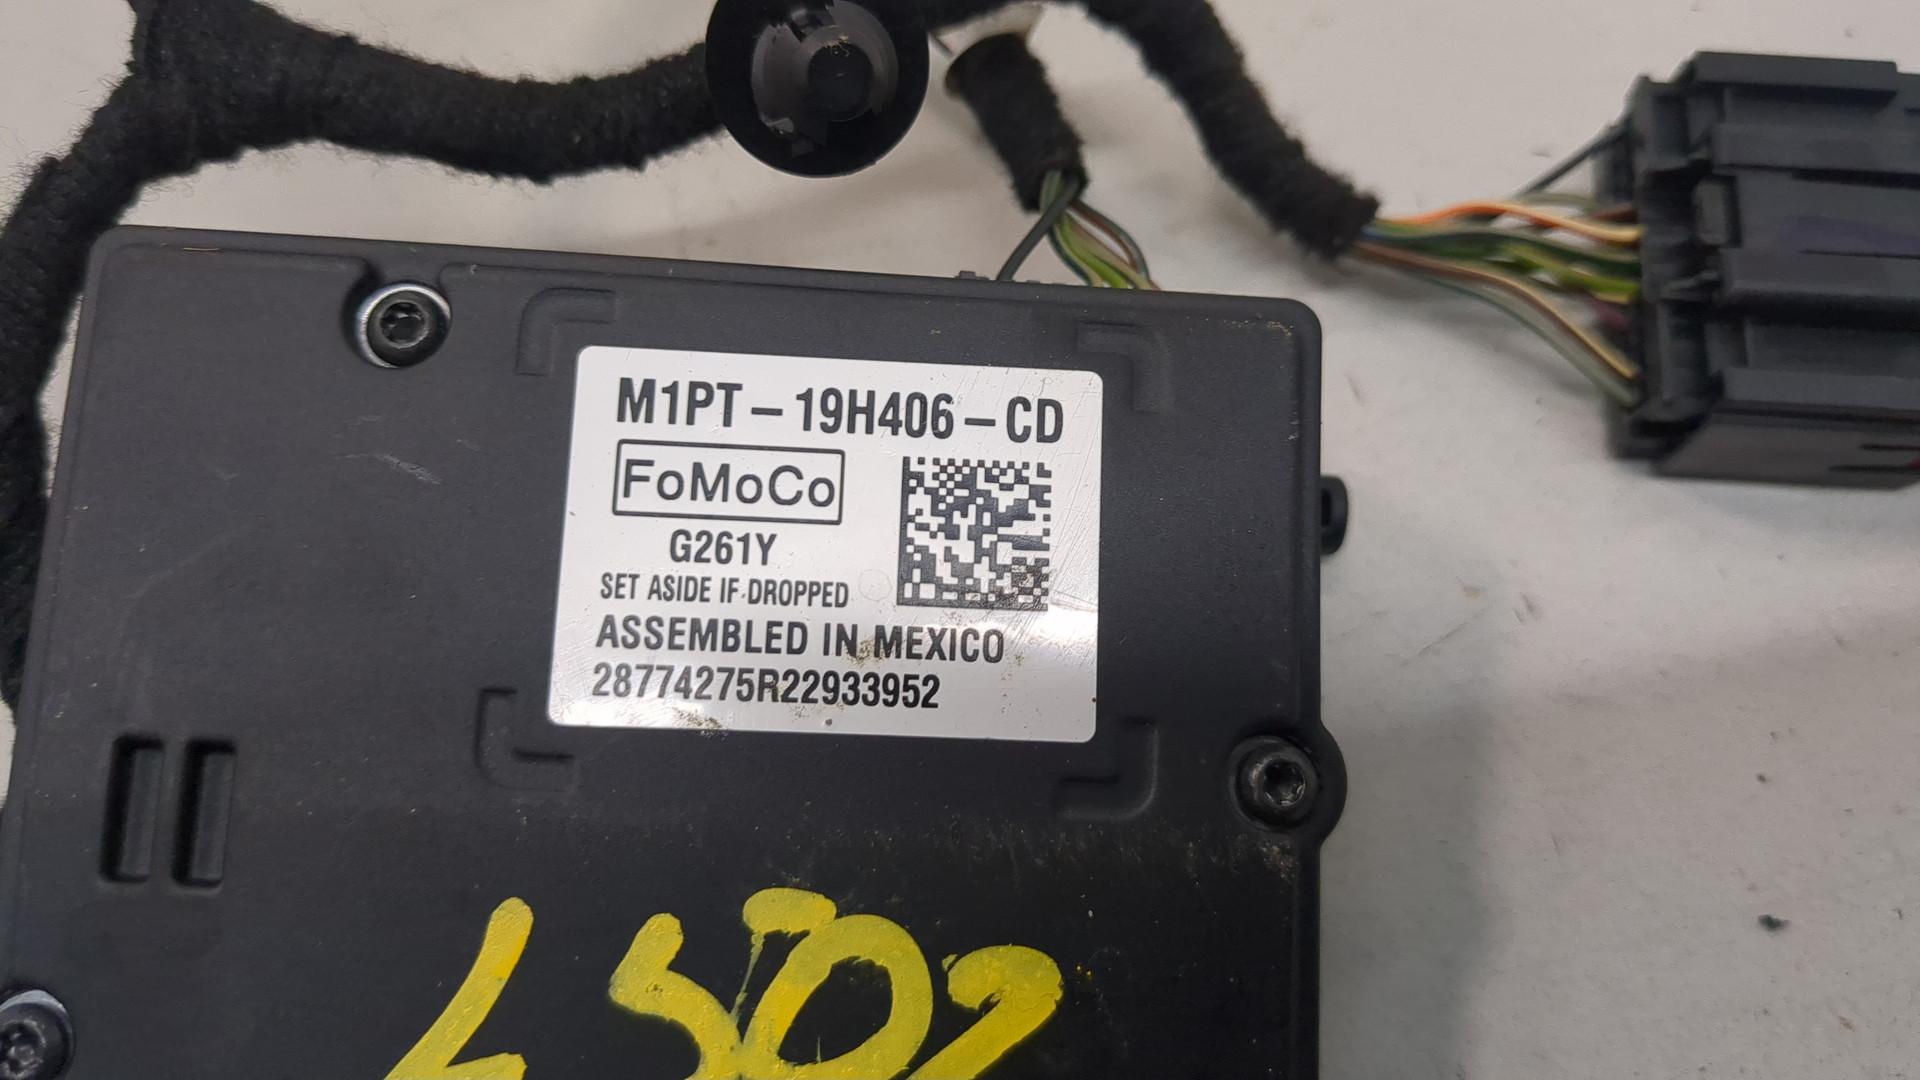 M1PT-19H406-CD
FoMoCo
G261Y
SET ASIDE IF DROPPED
ASSEMBLED IN MEXICO
28774275R22933952